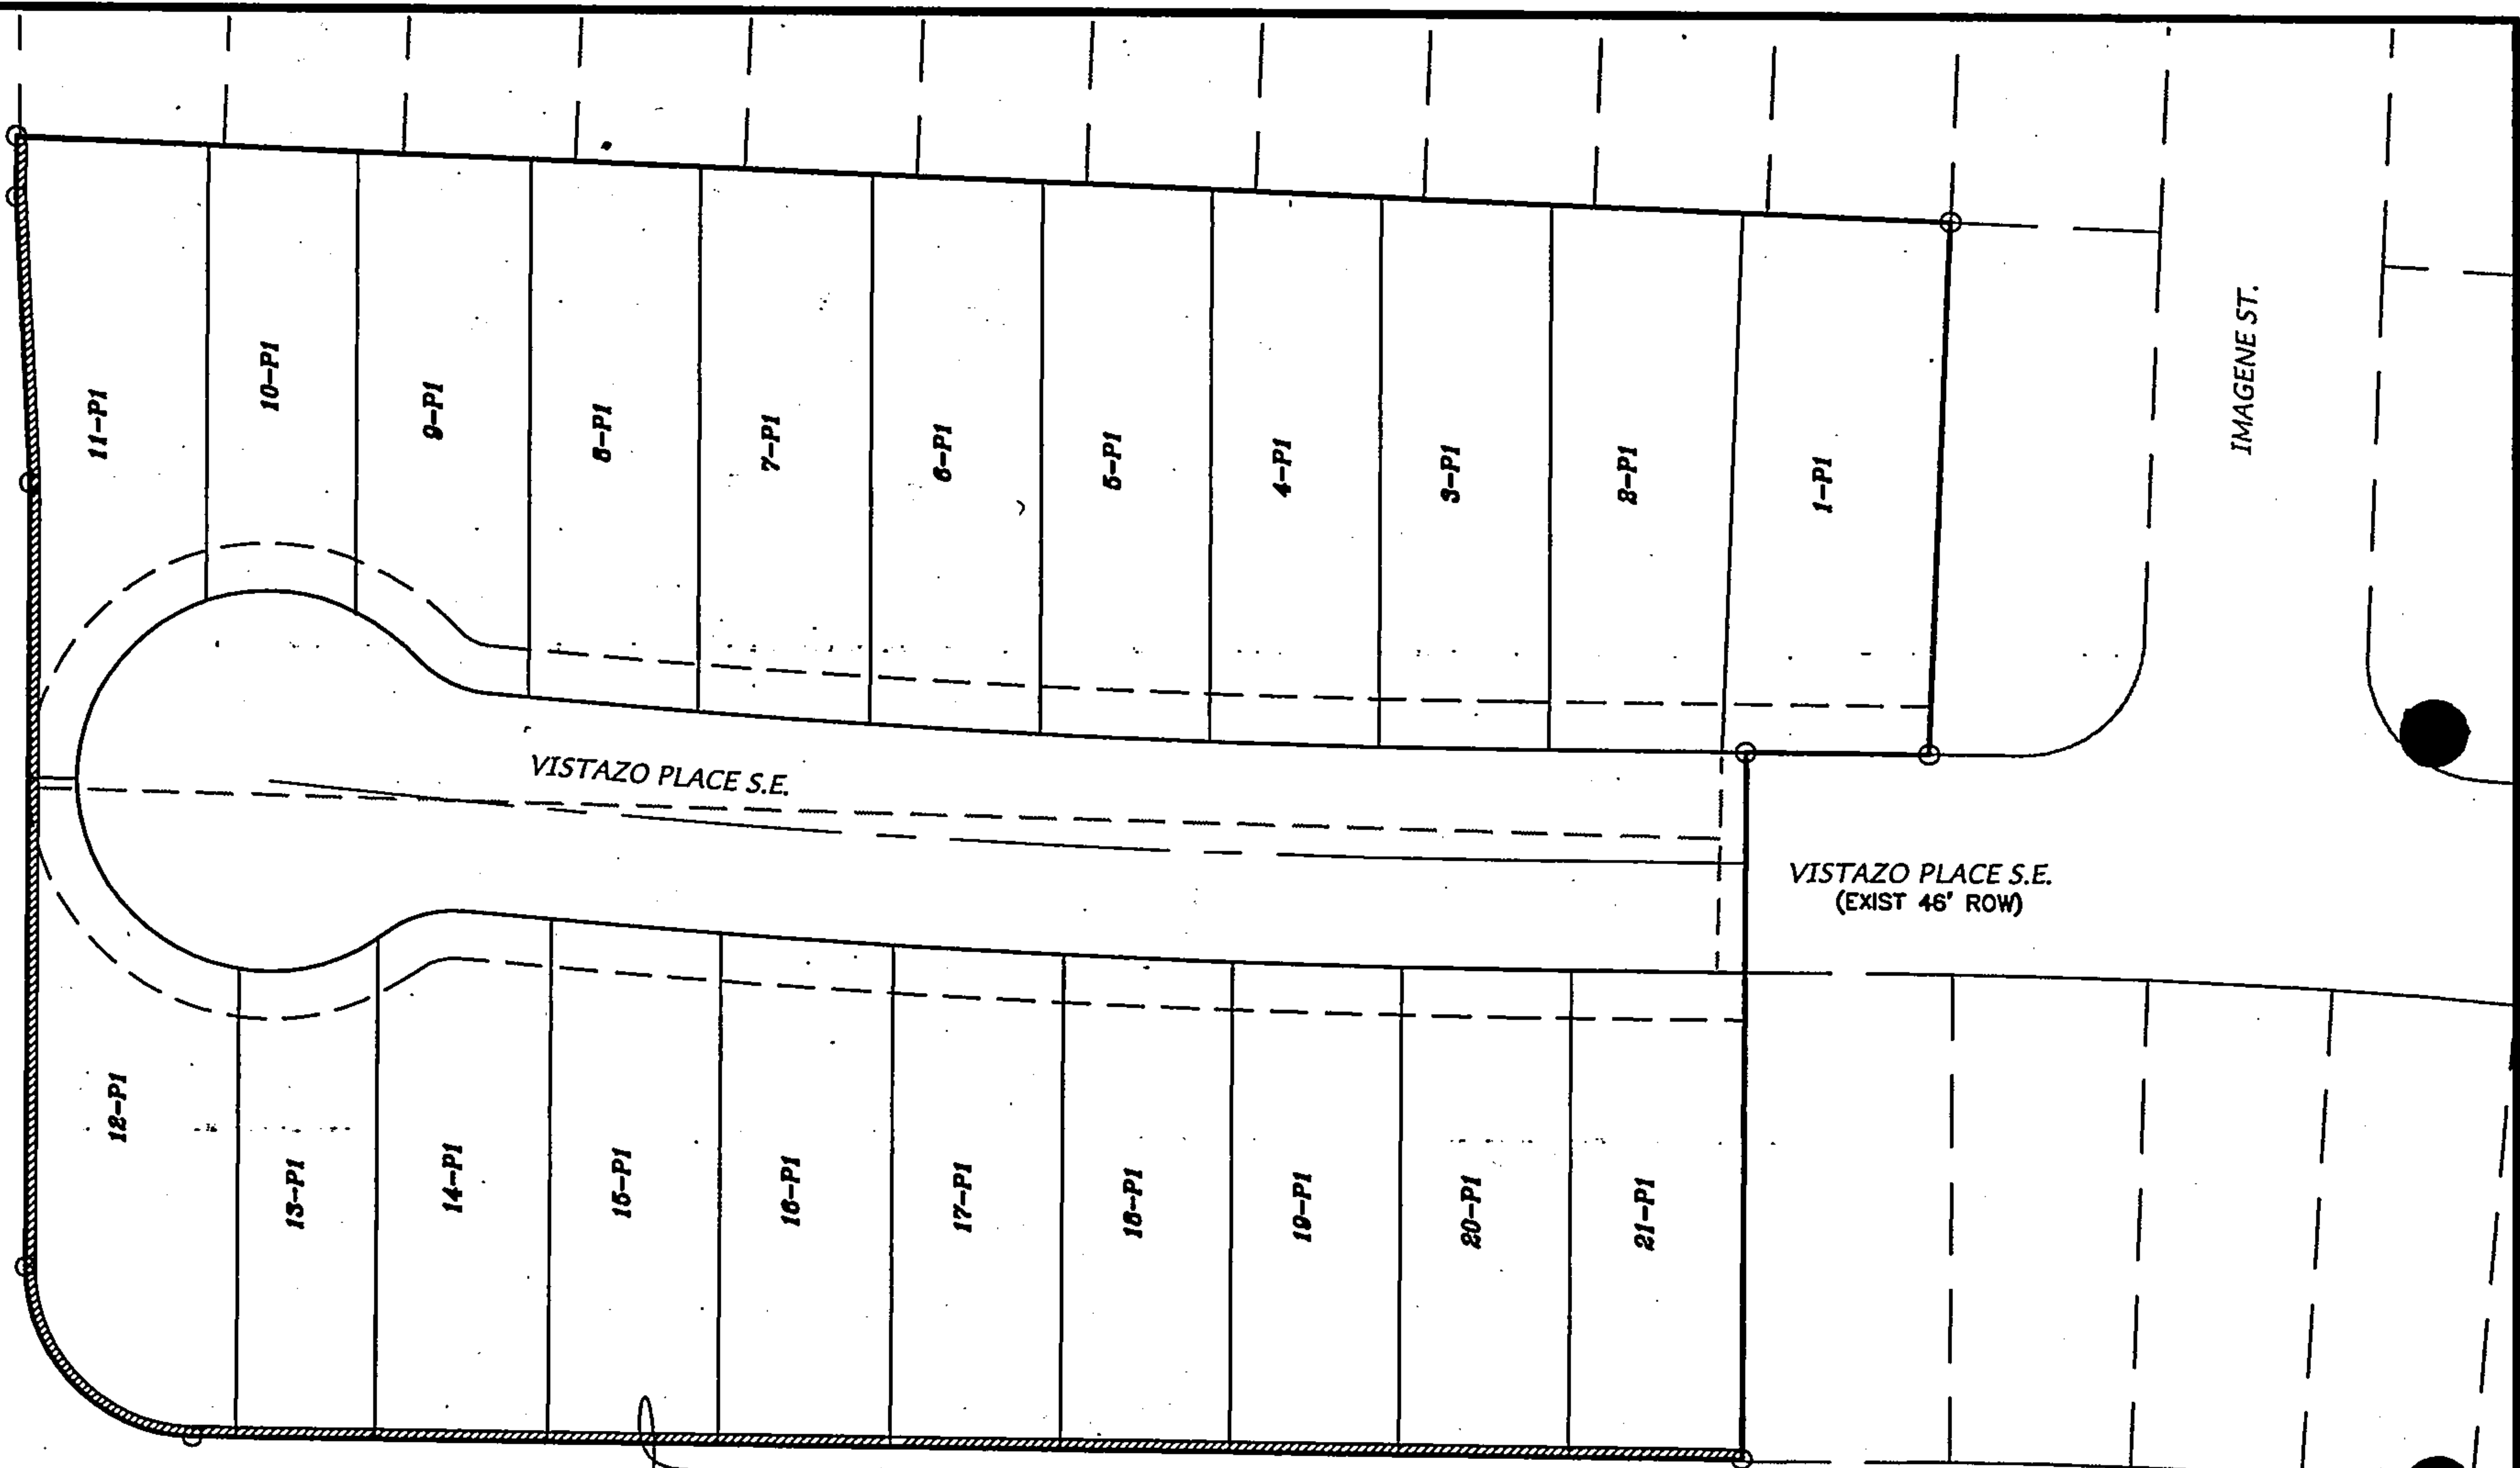 11-P1
10-P1
9-P1
8-P1
7-P1
6-P1
5-P1
4-P1
3-P1
2-P1
1-P1
IMAGENE ST.
VISTAZO PLACE S.E.
VISTAZO PLACE S.E.
(EXIST 46' ROW)
12-P1
13-P1
14-P1
15-P1
16-P1
17-P1
18-P1
19-P1
20-P1
21-P1